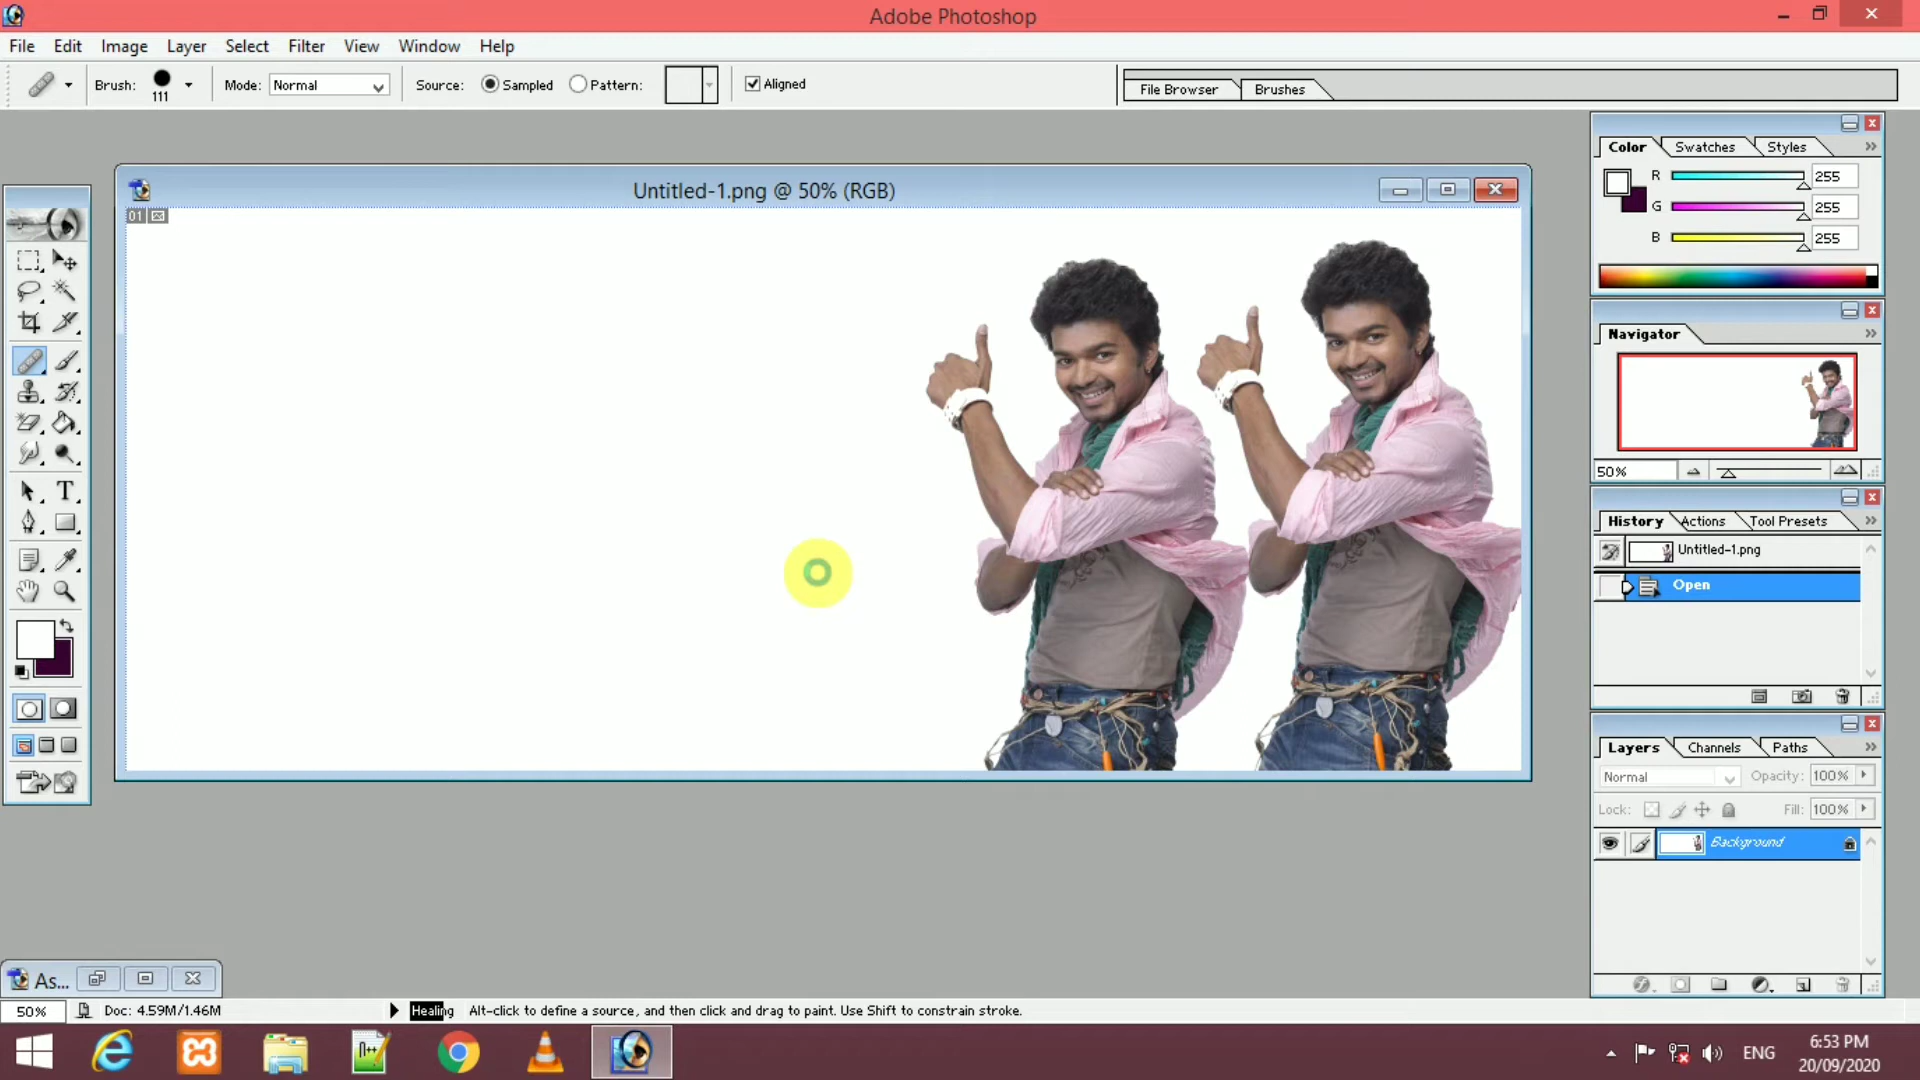 Adobe Photoshop
File Edit Image Layer Select Filter View Window Help
Brush: 111 Mode: Normal Source: Sampled Pattern: Aligned
File Browser Brushes
Untitled-1.png @ 50% (RGB)
01
Color Swatches Styles
R 255
G 255
B 255
Navigator
50%
History Actions Tool Presets
Untitled-1.png
Open
Layers Channels Paths
Normal Opacity: 100%
Lock: Fill: 100%
Background
As...
50% Doc: 4.59M/1.46M Healing Alt-click to define a source, and then click and drag to paint. Use Shift to constrain stroke.
N++
ENG
6:53 PM
20/09/2020